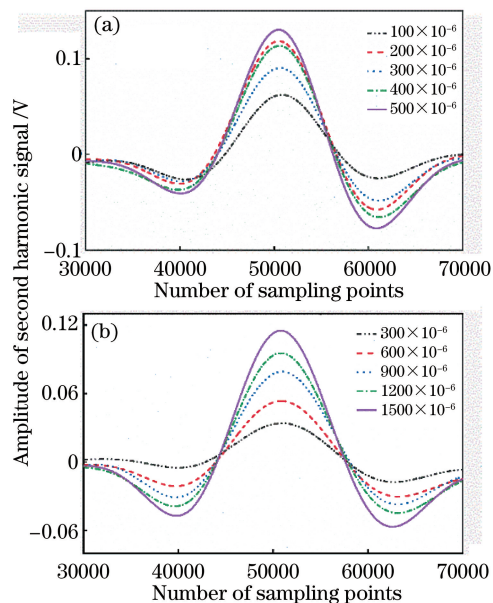 Amplitude of second harmonic signal /V
(a)
100×10⁻⁶
200×10⁻⁶
300×10⁻⁶
400×10⁻⁶
500×10⁻⁶
0.1
0
−0.1
30000 40000 50000 60000 70000
Number of sampling points
(b)
300×10⁻⁶
600×10⁻⁶
900×10⁻⁶
1200×10⁻⁶
1500×10⁻⁶
0.12
0.06
0
−0.06
30000 40000 50000 60000 70000
Number of sampling points